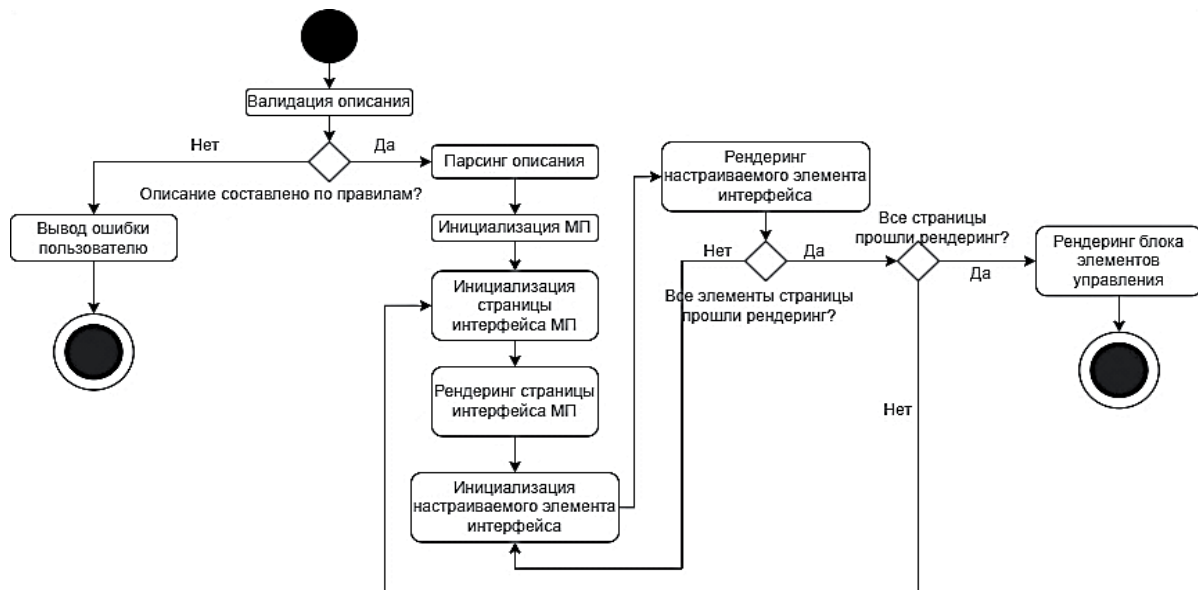 Валидация описания
Нет
Да
Описание составлено по правилам?
Вывод ошибки
пользователю
Парсинг описания
Инициализация МП
Инициализация
страницы
интерфейса МП
Рендеринг страницы
интерфейса МП
Инициализация
настраиваемого элемента
интерфейса
Рендеринг
настраиваемого элемента
интерфейса
Нет
Да
Все элементы страницы
прошли рендеринг?
Все страницы
прошли рендеринг?
Да
Нет
Рендеринг блока
элементов
управления